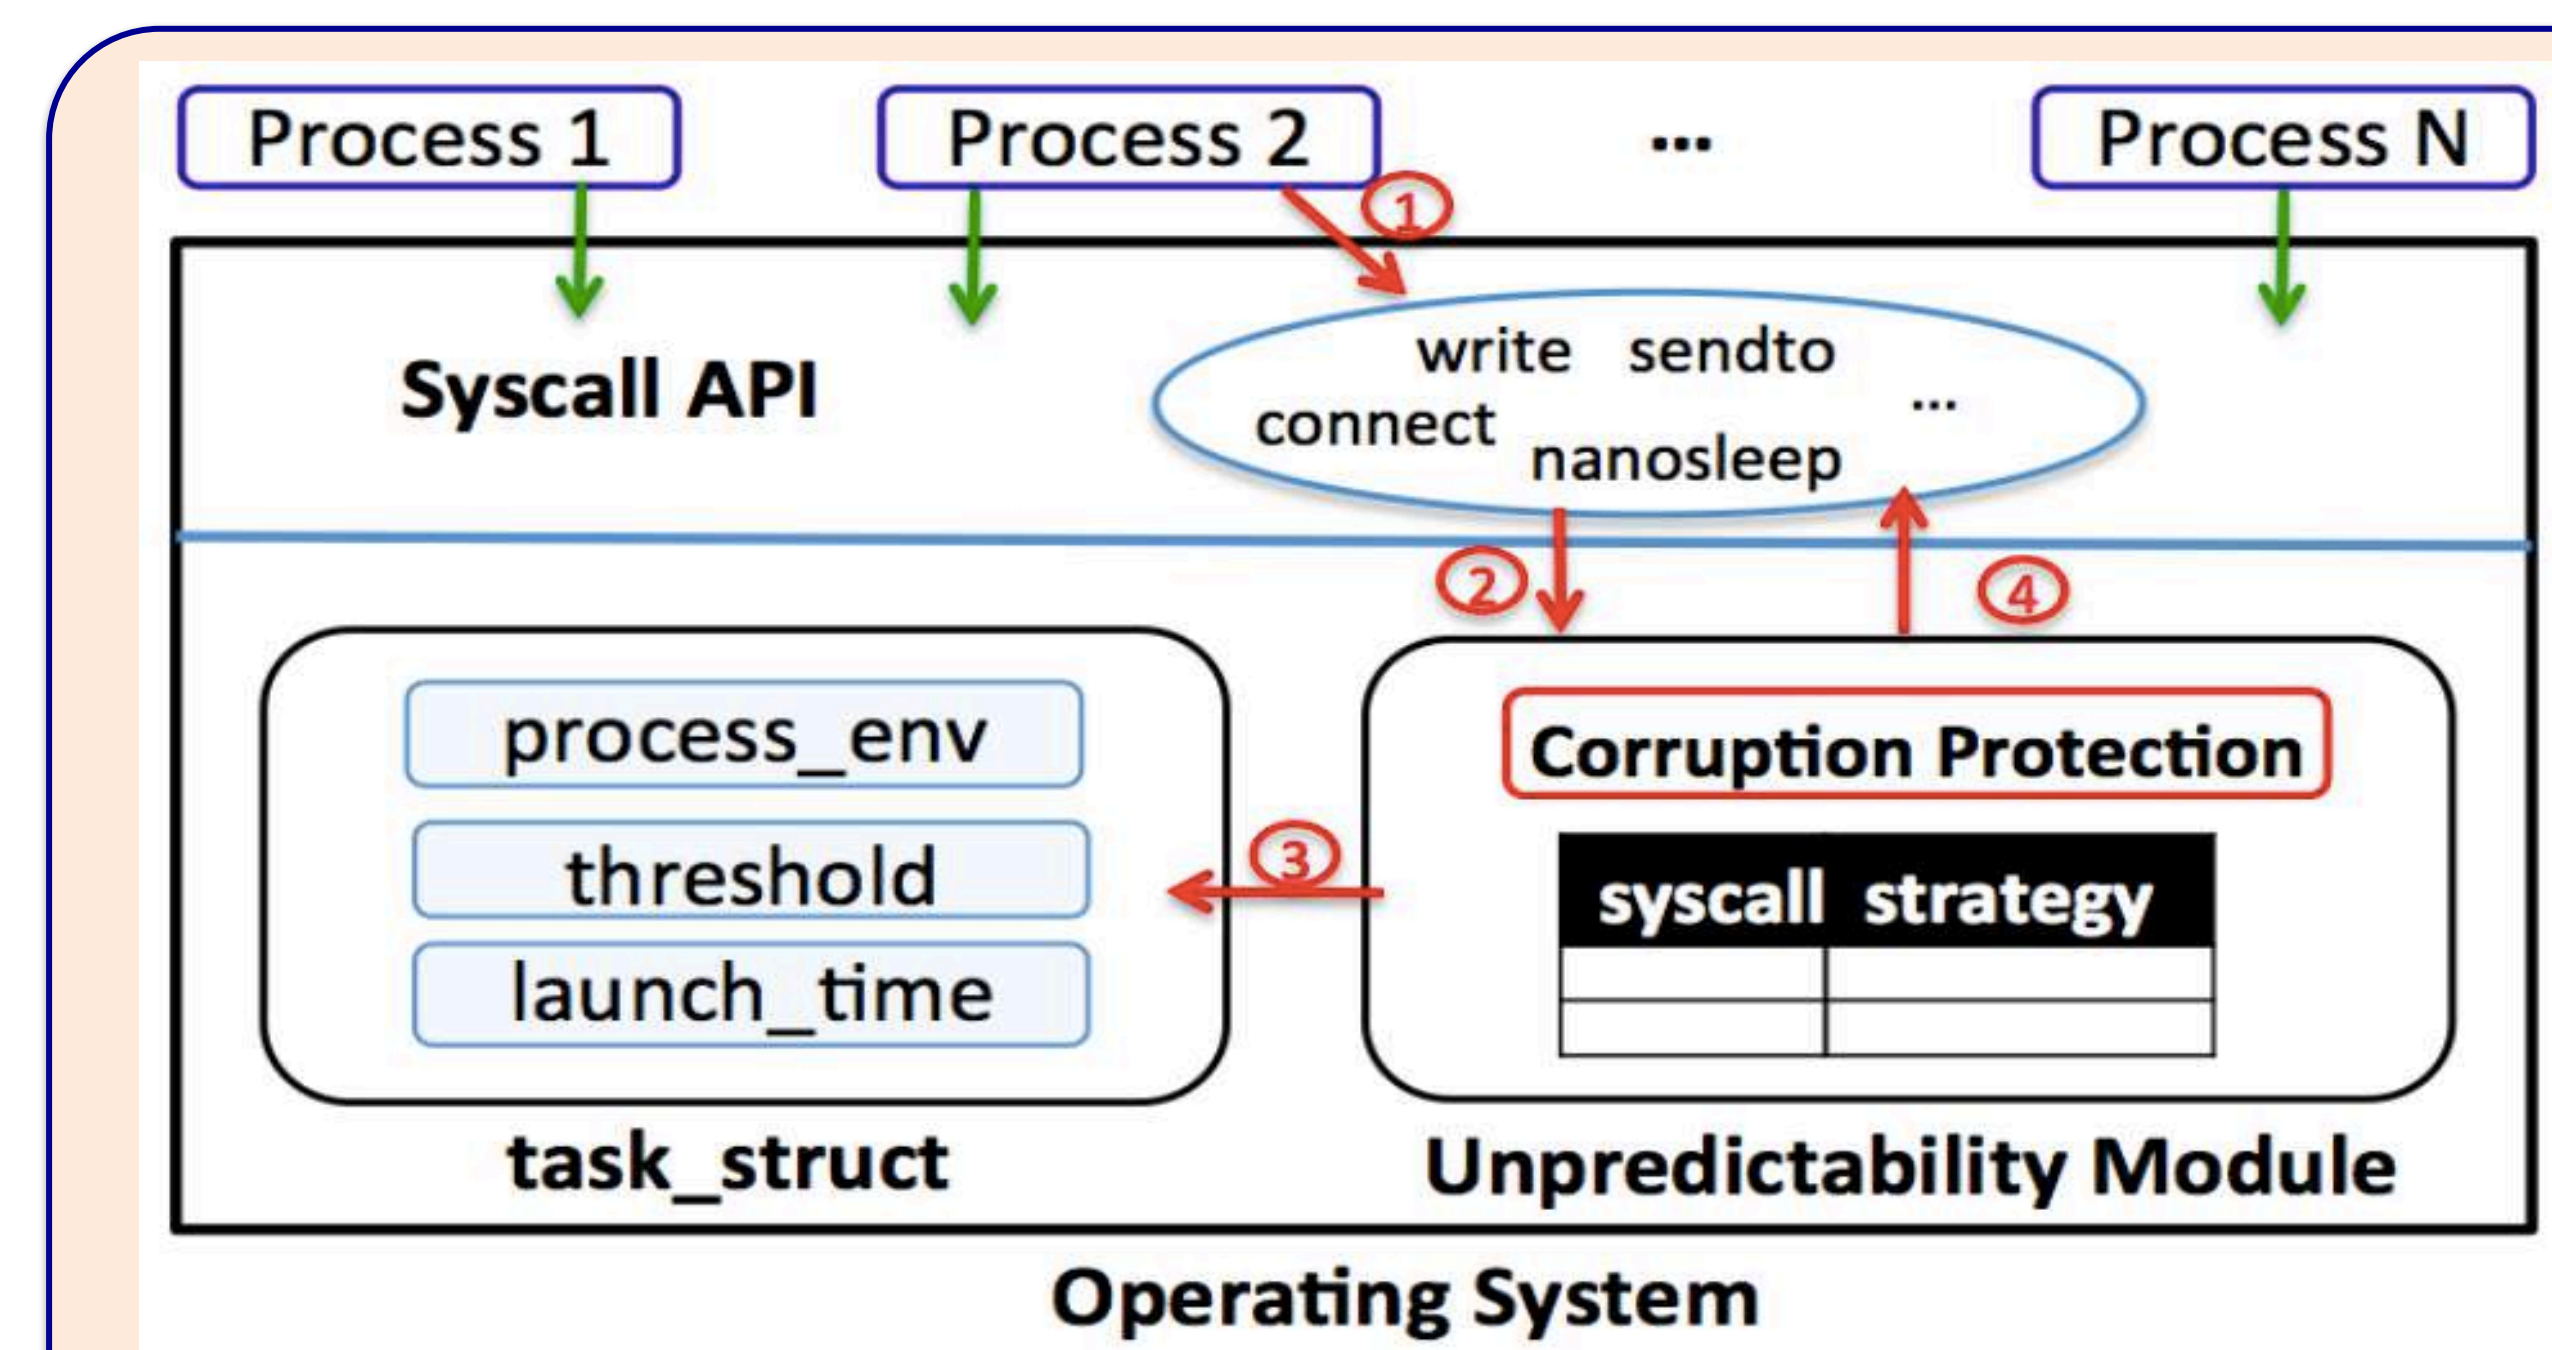 Process 1
Process 2
...
Process N
1
Syscall API
write sendto
connect
...
nanosleep
2
4
process_env
threshold
launch_time
3
Corruption Protection
syscall strategy
task_struct
Unpredictability Module
Operating System